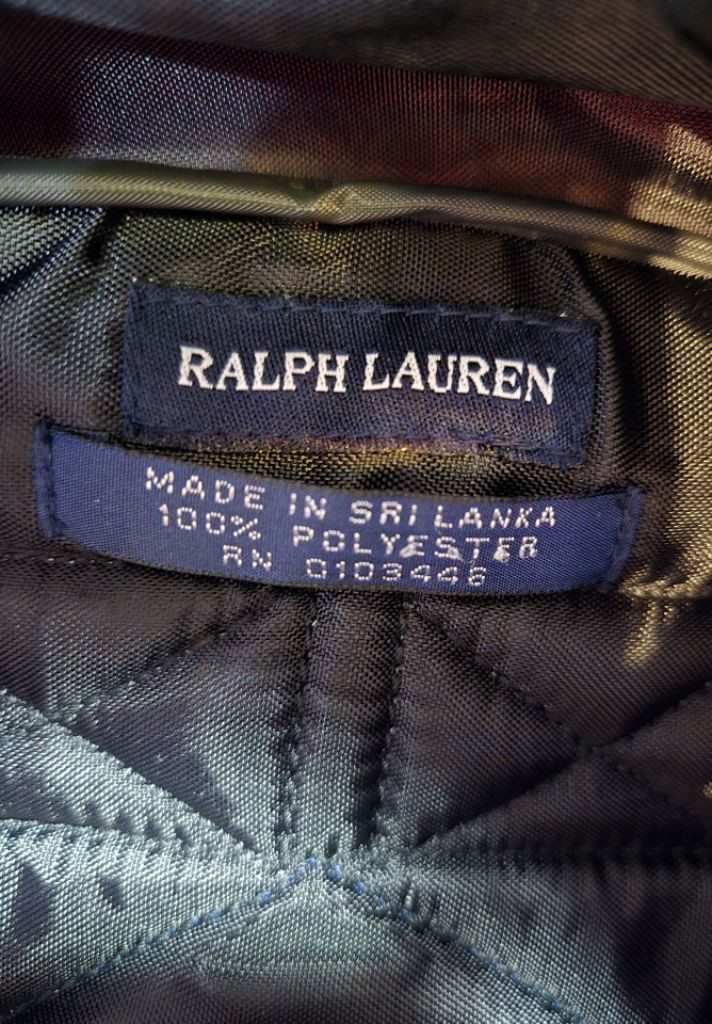 RALPH LAUREN
MADE IN SRI LANKA
100% POLYESTER
RN 0103446